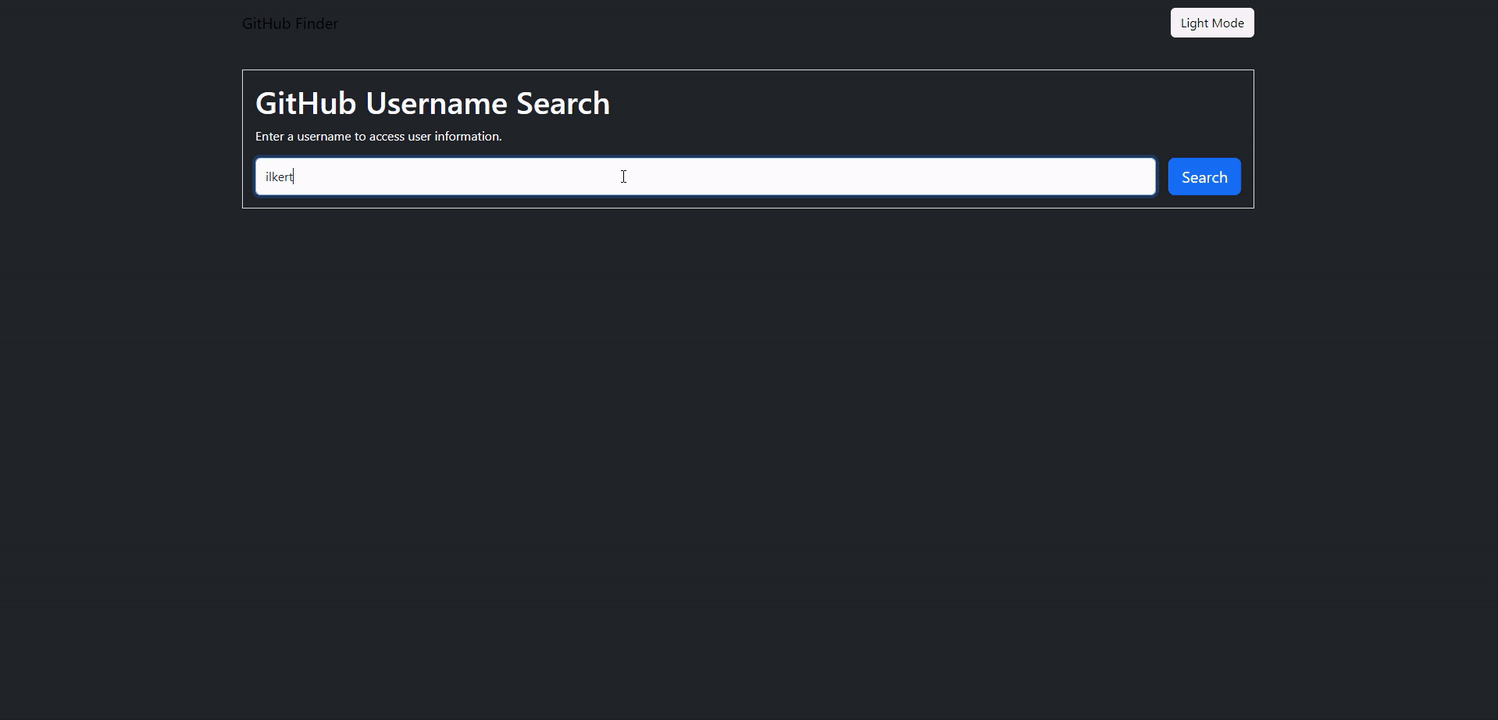 GitHub Finder
Light Mode
GitHub Username Search
Enter a username to access user information.
ilkert
Search